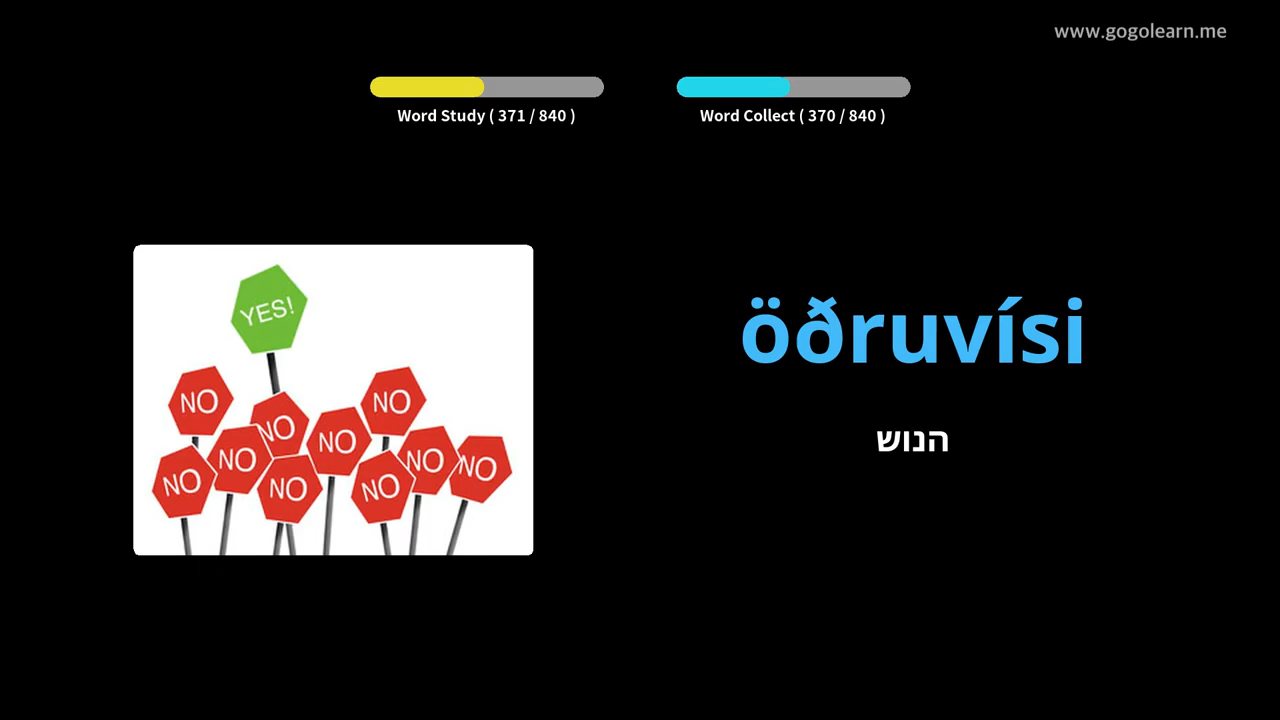 www.gogolearn.me
Word Study ( 371 / 840 )
Word Collect ( 370 / 840 )
YES!
NO
NO
NO
NO
NO
NO
NO
NO
NO
NO
öðruvísi
הנוש